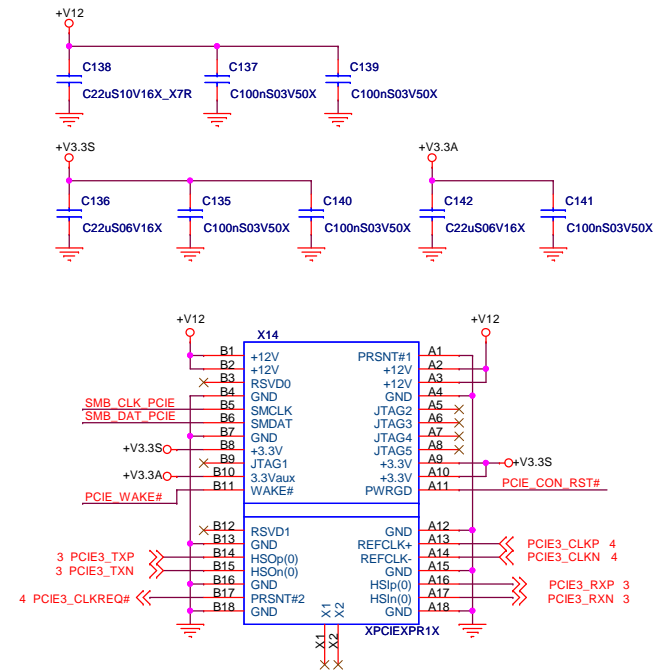 +V12
C138 C137 C139
C22uS10V16X_X7R C100nS03V50X C100nS03V50X
+V3.3S +V3.3A
C136 C135 C140 C142 C141
C22uS06V16X C100nS03V50X C100nS03V50X C22uS06V16X C100nS03V50X
+V12 +V12
X14
B1 +12V PRSNT#1 A1
B2 +12V +12V A2
B3 RSVD0 +12V A3
B4 GND GND A4
SMB_CLK_PCIE B5 SMCLK JTAG2 A5
SMB_DAT_PCIE B6 SMDAT JTAG3 A6
B7 GND JTAG4 A7
+V3.3S B8 +3.3V JTAG5 A8
B9 JTAG1 +3.3V A9 +V3.3S
+V3.3A B10 3.3Vaux +3.3V A10
PCIE_WAKE# B11 WAKE# PWRGD A11 PCIE_CON_RST#
B12 RSVD1 GND A12
B13 GND REFCLK+ A13 PCIE3_CLKP 4
3 PCIE3_TXP B14 HSOp(0) REFCLK- A14 PCIE3_CLKN 4
3 PCIE3_TXN B15 HSOn(0) GND A15
B16 GND HSIp(0) A16 PCIE3_RXP 3
4 PCIE3_CLKREQ# B17 PRSNT#2 HSIn(0) A17 PCIE3_RXN 3
B18 GND X1 X2 GND A18
XPCIEXPR1X
X1 X2